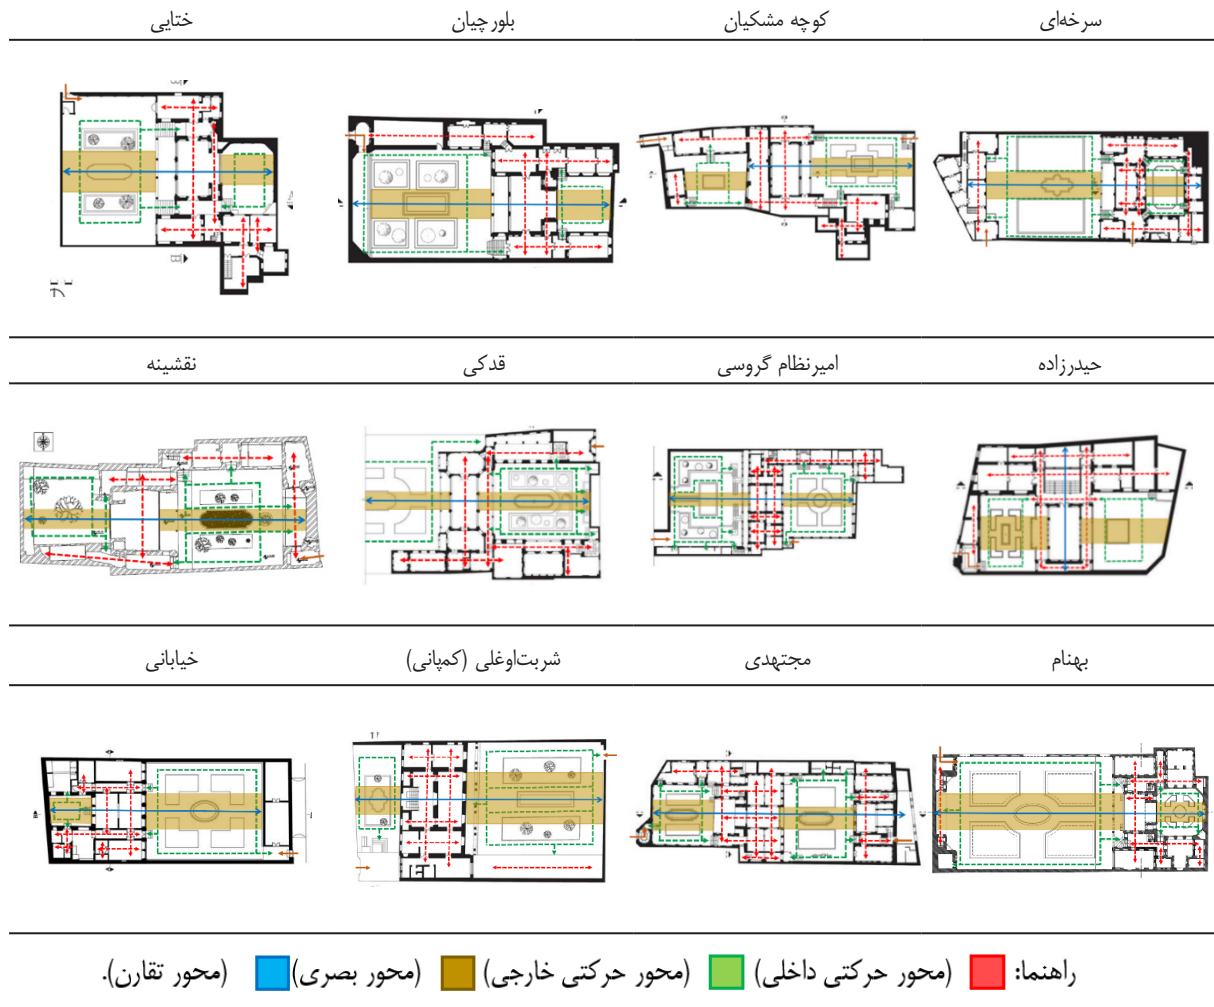 سرخه‌ای
کوچه مشکیان
بلورچیان
ختایی
حیدرزاده
امیرنظام گروسی
قدکی
نقشینه
بهنام
مجتهدی
شربت‌اوغلی (کمپانی)
خیابانی
راهنما: (محور حرکتی داخلی) (محور حرکتی خارجی) (محور بصری) (محور تقارن).